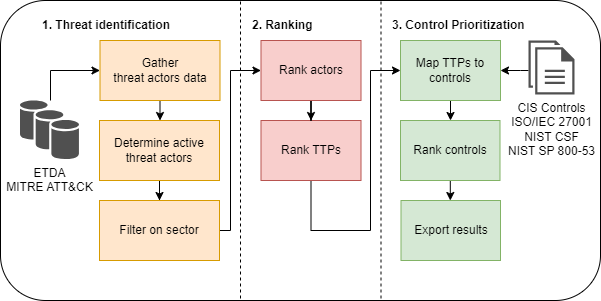 1. Threat identification
Gather
threat actors data
Determine active
threat actors
Filter on sector
ETDA
MITRE ATT&CK
2. Ranking
Rank actors
Rank TTPs
3. Control Prioritization
Map TTPs to
controls
Rank controls
Export results
CIS Controls
ISO/IEC 27001
NIST CSF
NIST SP 800-53